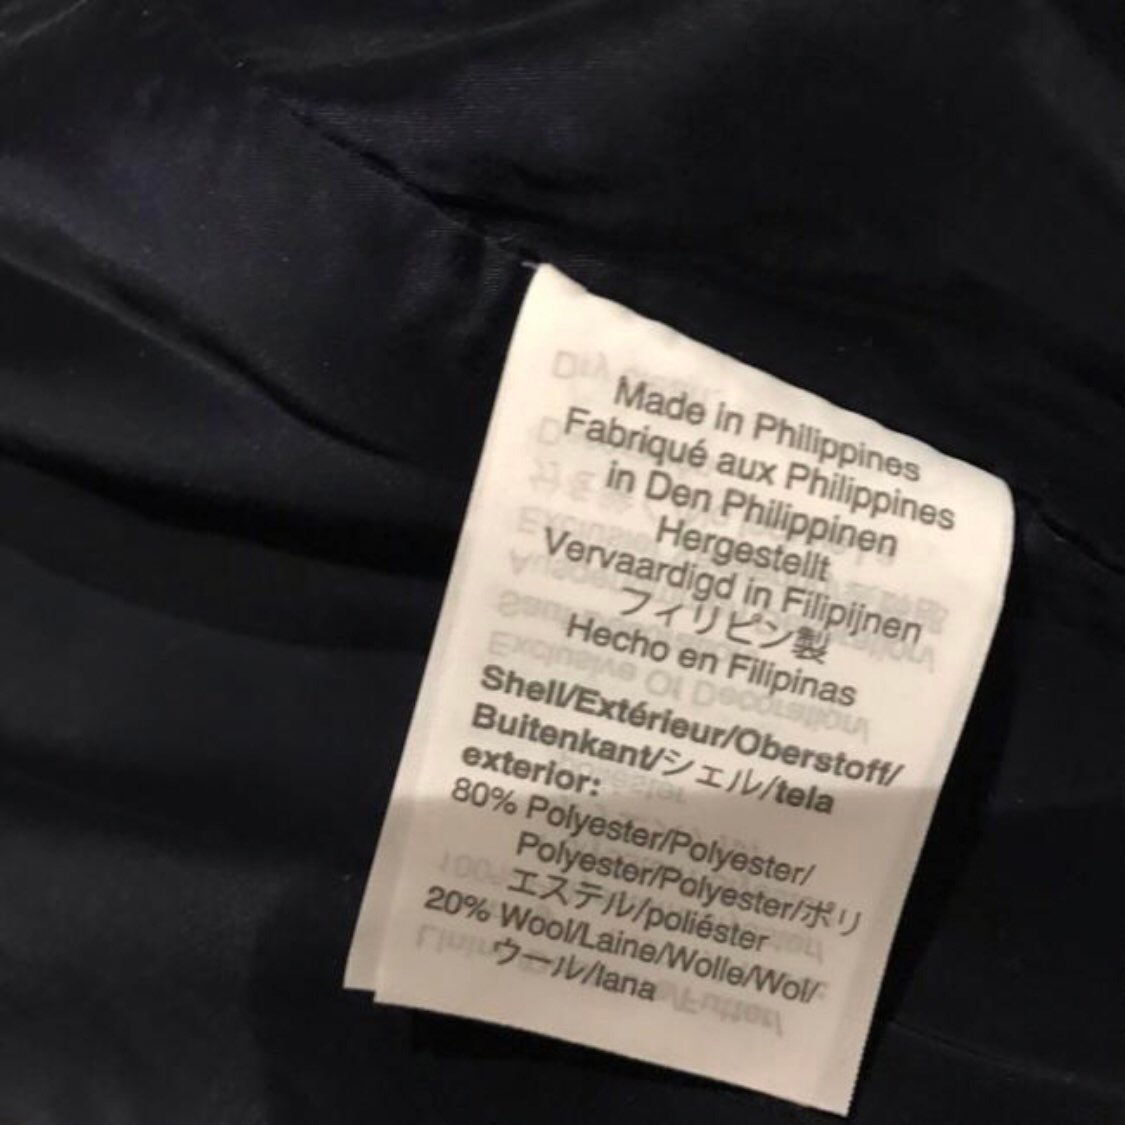 Made in Philippines
Fabriqué aux Philippines
in Den Philippinen
Hergestellt
Vervaardigd in Filipijnen
フィリピン製
Hecho en Filipinas
Shell/Extérieur/Oberstoff/
Buitenkant/シェル/tela
exterior:
80% Polyester/Polyester/
Polyester/Polyester/ポリ
エステル/poliéster
20% Wool/Laine/Wolle/Wol/
ウール/lana